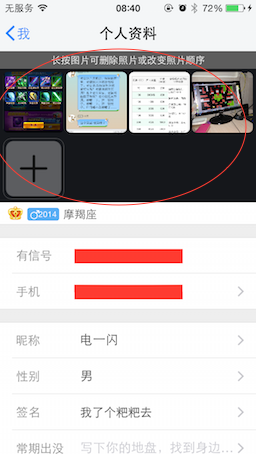 无服务 08:40 72%
我 个人资料
长按图片可删除照片或改变照片顺序
2014 摩羯座
有信号
手机
昵称 电一闪
性别 男
签名 我了个粑粑去
常期出没 写下你的地盘，找到身边...